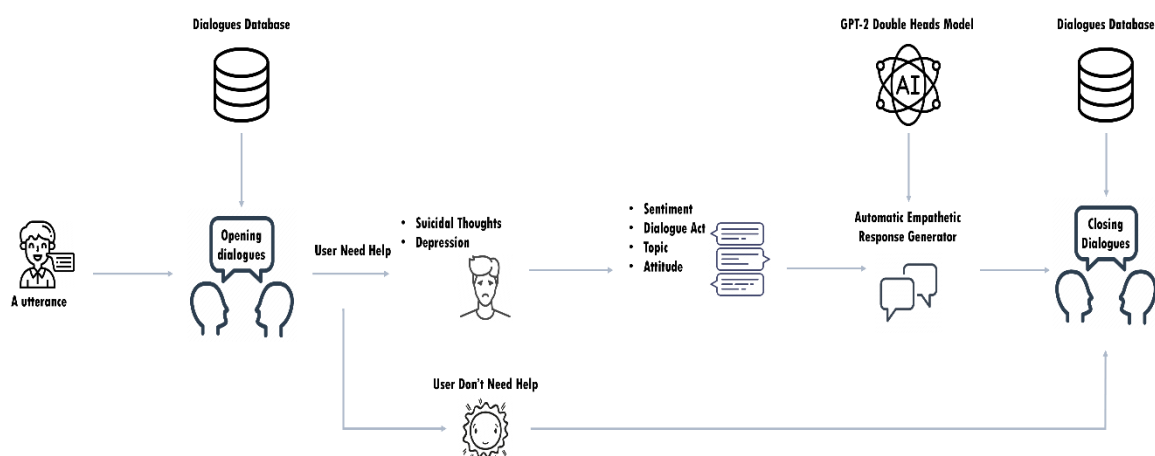 Dialogues Database
GPT-2 Double Heads Model
Dialogues Database
AI
A utterance
Opening
dialogues
User Need Help
• Suicidal Thoughts
• Depression
• Sentiment
• Dialogue Act
• Topic
• Attitude
Automatic Empathetic
Response Generator
Closing
Dialogues
User Don't Need Help